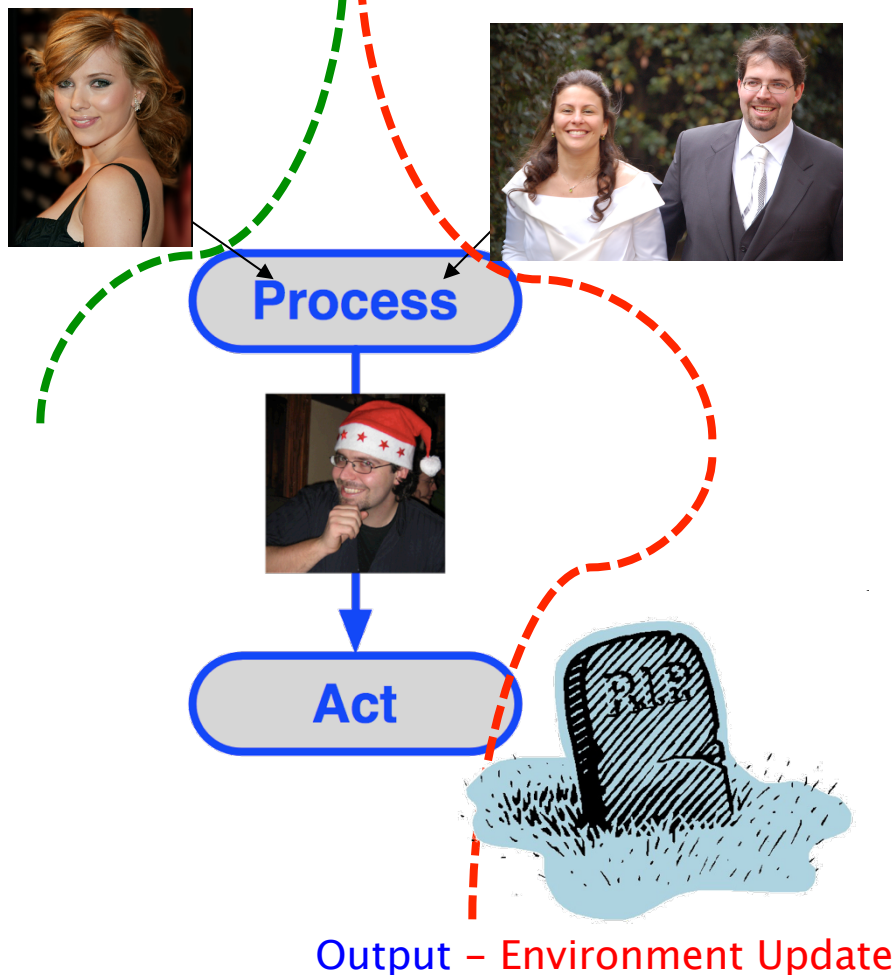 Process
Act
RIP
Output – Environment Update